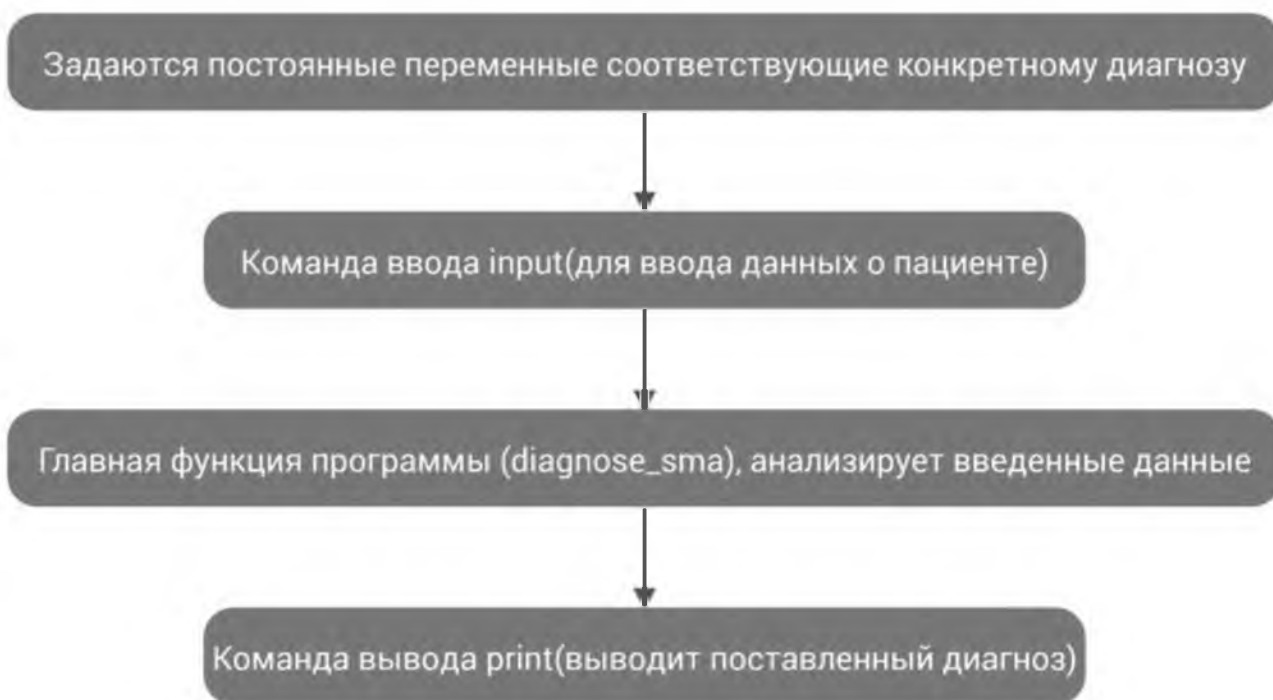 Задаются постоянные переменные соответствующие конкретному диагнозу
Команда ввода input(для ввода данных о пациенте)
Главная функция программы (diagnose_sma), анализирует введенные данные
Команда вывода print(выводит поставленный диагноз)